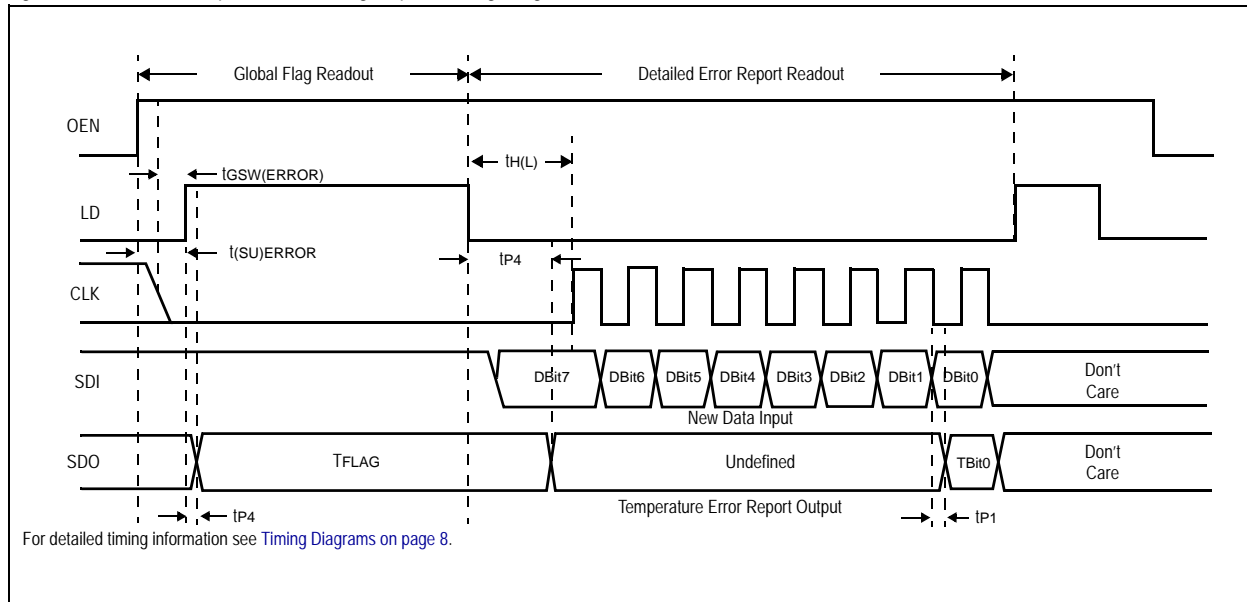 Global Flag Readout
Detailed Error Report Readout
OEN
tH(L)
tGSW(ERROR)
LD
t(SU)ERROR
tP4
CLK
SDI
DBit7 DBit6 DBit5 DBit4 DBit3 DBit2 DBit1 DBit0
Don't
Care
New Data Input
SDO
TFLAG
Undefined
TBit0
Don't
Care
Temperature Error Report Output
tP4
tP1
For detailed timing information see Timing Diagrams on page 8.